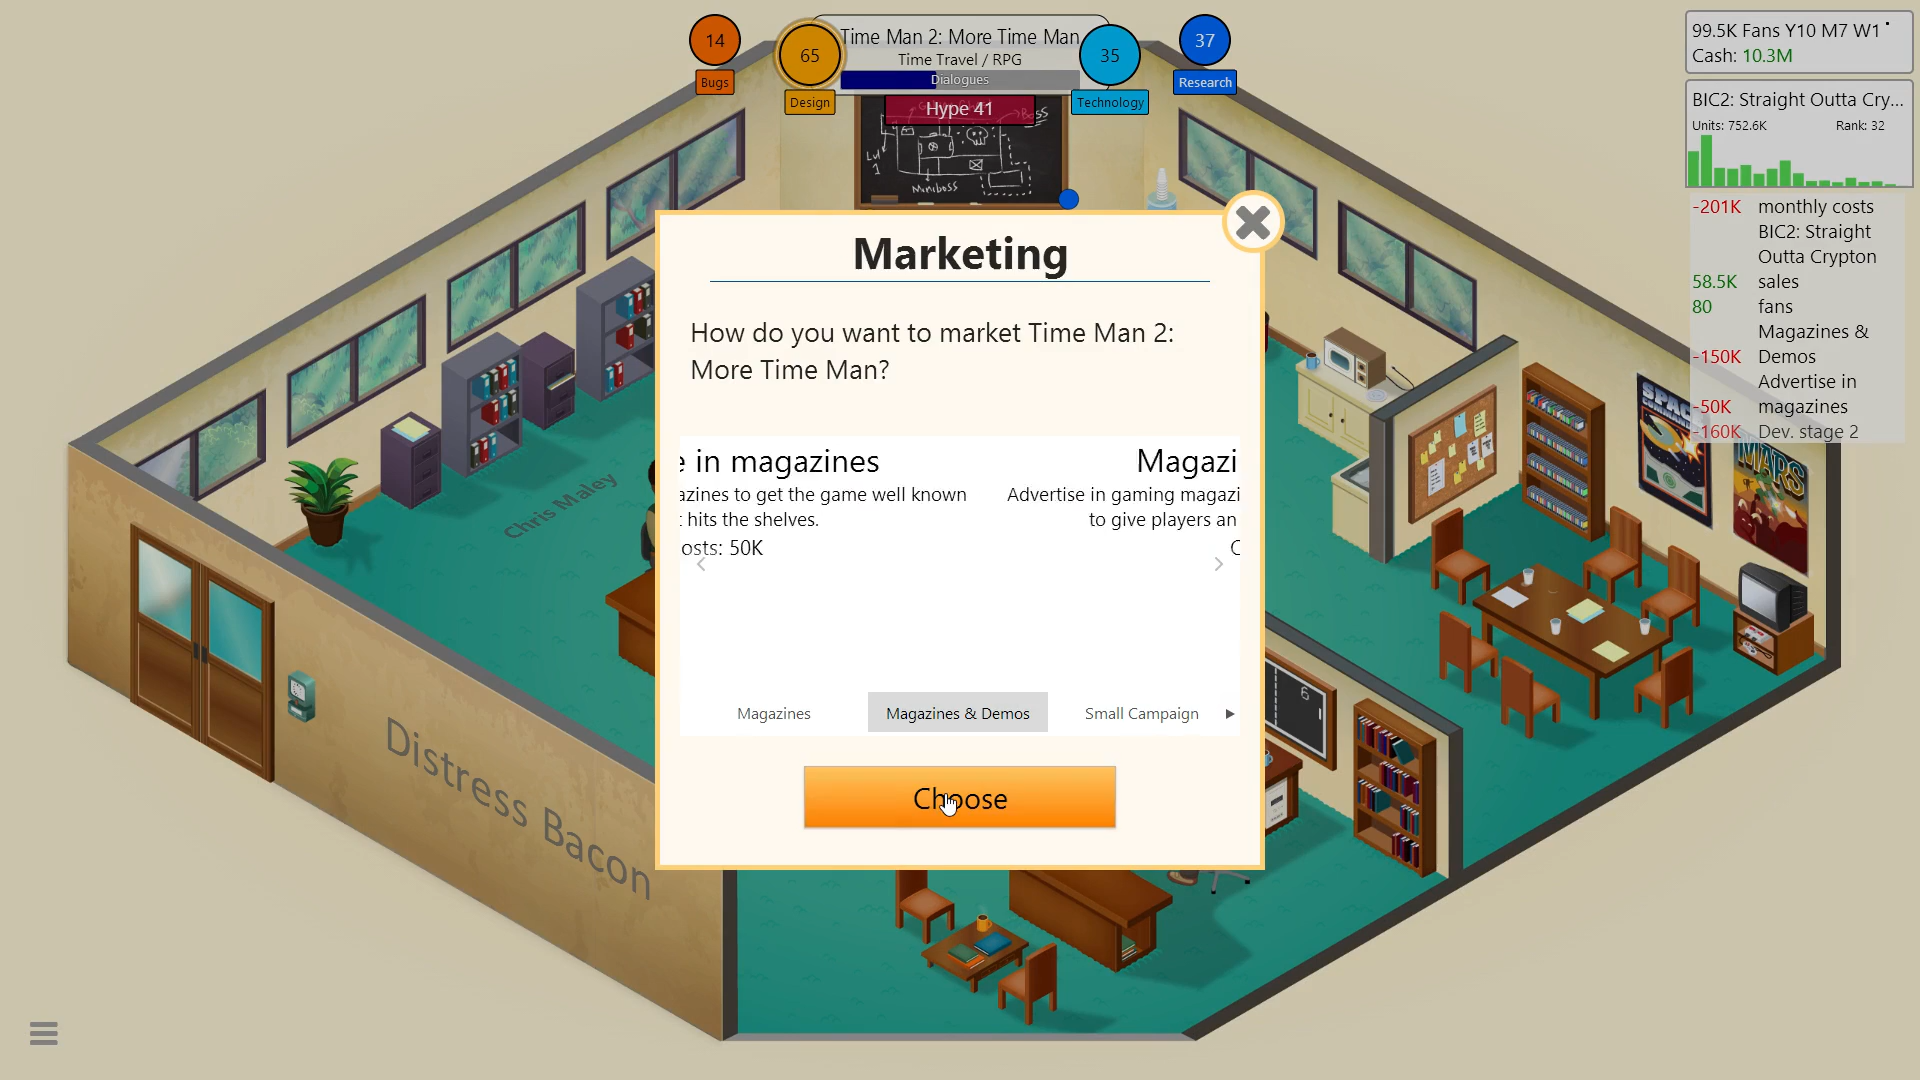 14
Bugs
65
Design
Time Man 2: More Time Man
Time Travel / RPG
Dialogues
Hype 41
35
Technology
37
Research
99.5K Fans Y10 M7 W1
Cash: 10.3M
BIC2: Straight Outta Cry...
Units: 752.6K Rank: 32
-201K monthly costs
BIC2: Straight
Outta Crypton
58.5K sales
80 fans
Magazines &
-150K Demos
Advertise in
-50K magazines
-160K Dev. stage 2
Boss
Lvl
1
Miniboss
Marketing
How do you want to market Time Man 2:
More Time Man?
e in magazines
azines to get the game well known
t hits the shelves.
osts: 50K
Magazi
Advertise in gaming magazi
to give players an
C
Magazines
Magazines & Demos
Small Campaign
Choose
Chris Maley
Distress Bacon
SPACE
MARS
6